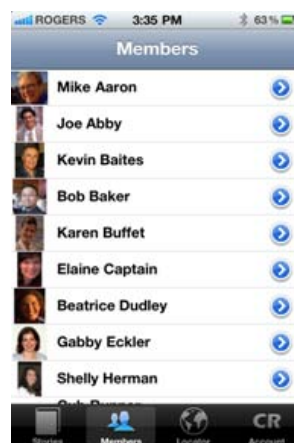 ROGERS 3:35 PM 63%
Members
Mike Aaron
Joe Abby
Kevin Baites
Bob Baker
Karen Buffet
Elaine Captain
Beatrice Dudley
Gabby Eckler
Shelly Herman
CR
Stories Members Locator Account